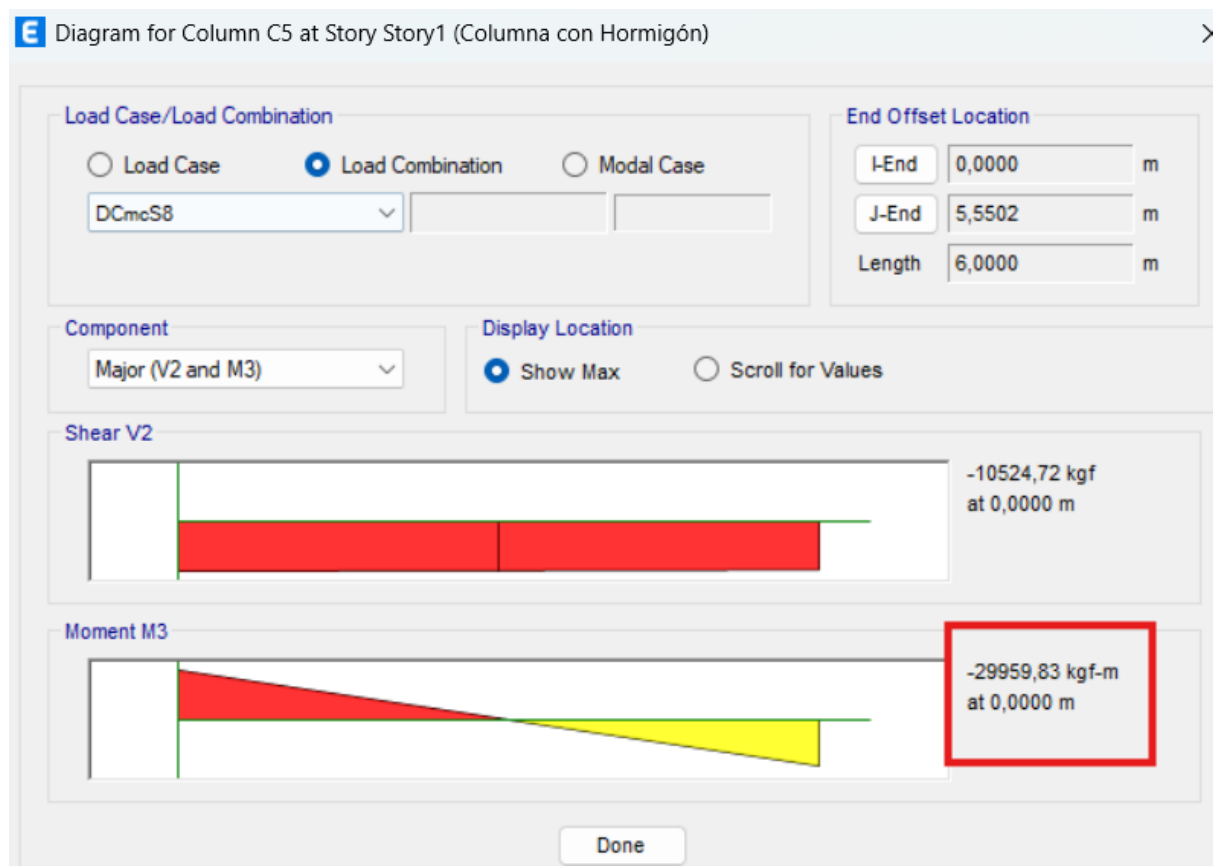 E Diagram for Column C5 at Story Story1 (Columna con Hormigón)
Load Case/Load Combination
Load Case Load Combination Modal Case
DCmcS8
End Offset Location
I-End 0,0000 m
J-End 5,5502 m
Length 6,0000 m
Component
Major (V2 and M3)
Display Location
Show Max Scroll for Values
Shear V2
-10524,72 kgf
at 0,0000 m
Moment M3
-29959,83 kgf-m
at 0,0000 m
Done